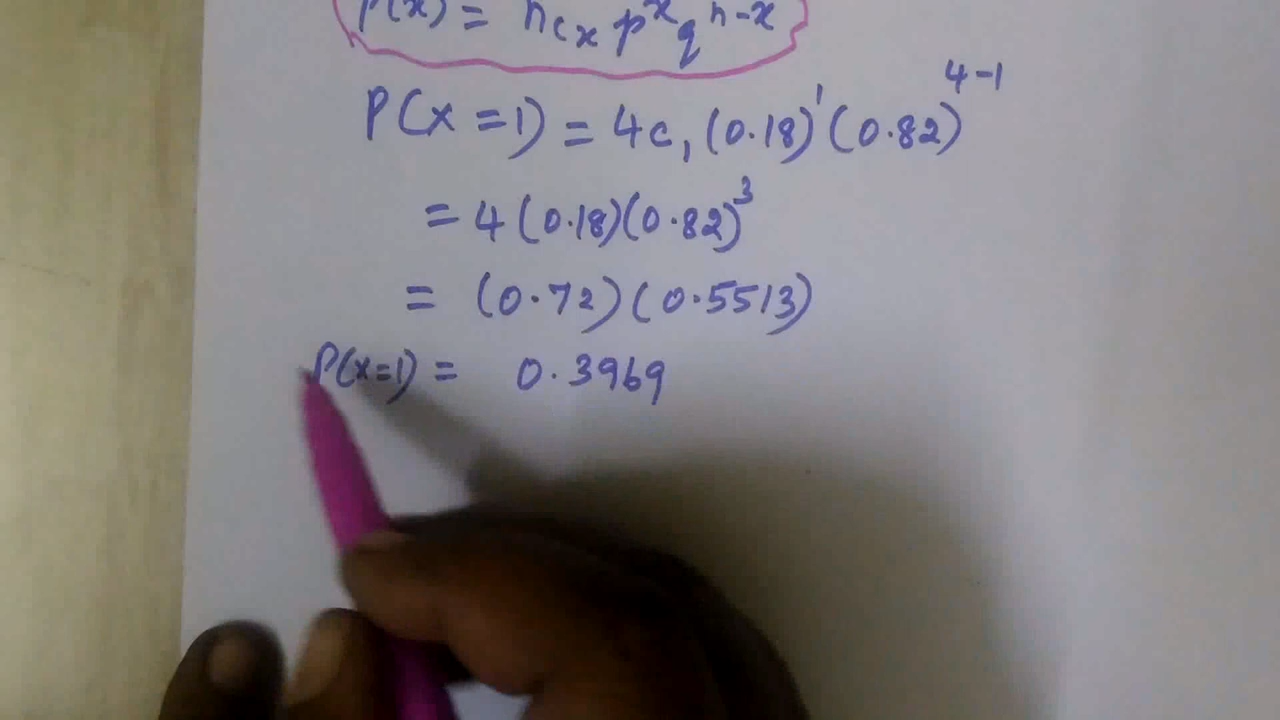 P(x) = nCx p^x q^n-x
P(x = 1) = 4C1 (0.18)^1 (0.82)^4-1
= 4 (0.18)(0.82)^3
= (0.72)(0.5513)
P(x=1) = 0.3969